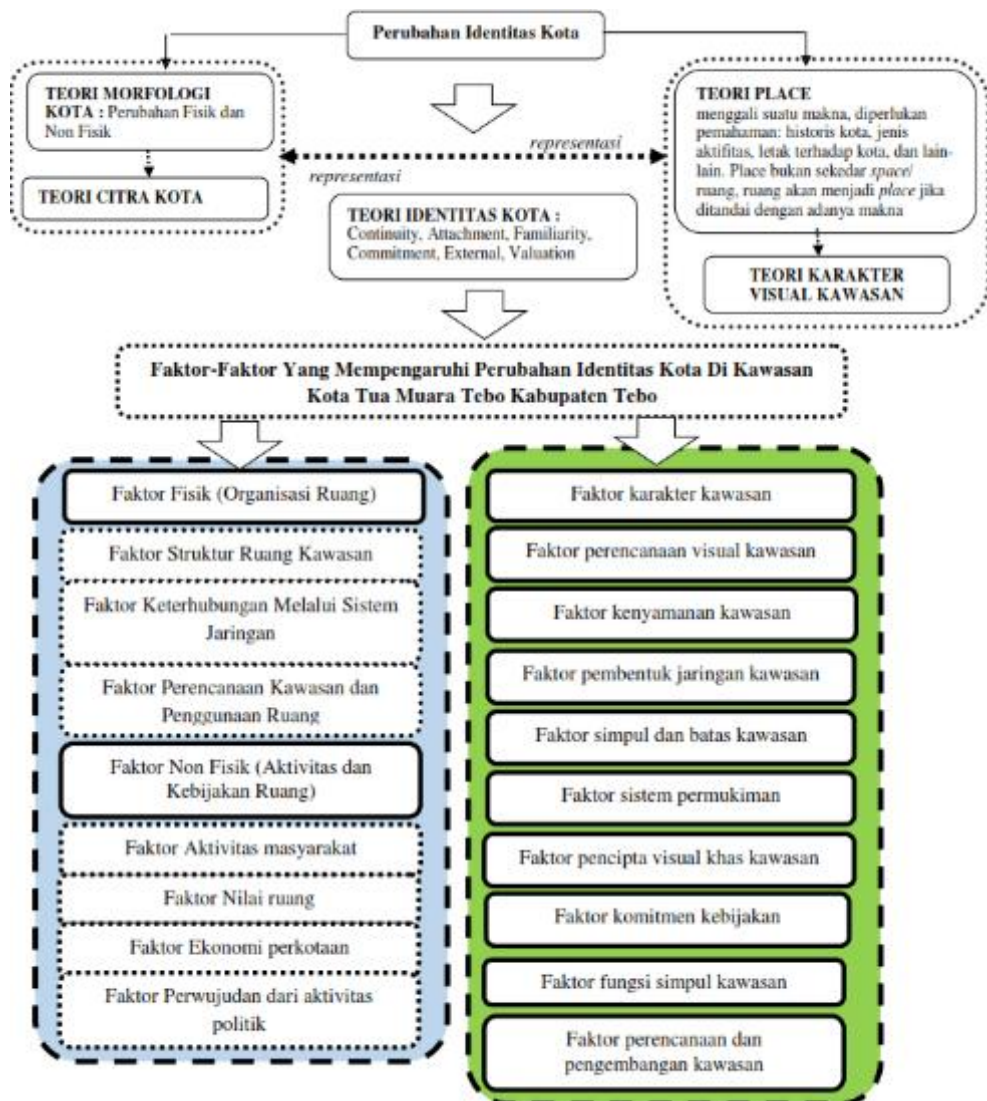 Perubahan Identitas Kota
TEORI MORFOLOGI
KOTA : Perubahan Fisik dan
Non Fisik
TEORI CITRA KOTA
representasi
representasi
TEORI IDENTITAS KOTA :
Continuity, Attachment, Familiarity,
Commitment, External, Valuation
TEORI PLACE
menggali suatu makna, diperlukan
pemahaman: historis kota, jenis
aktifitas, letak terhadap kota, dan lain-
lain. Place bukan sekedar space/
ruang, ruang akan menjadi place jika
ditandai dengan adanya makna
TEORI KARAKTER
VISUAL KAWASAN
Faktor-Faktor Yang Mempengaruhi Perubahan Identitas Kota Di Kawasan
Kota Tua Muara Tebo Kabupaten Tebo
Faktor Fisik (Organisasi Ruang)
Faktor Struktur Ruang Kawasan
Faktor Keterhubungan Melalui Sistem
Jaringan
Faktor Perencanaan Kawasan dan
Penggunaan Ruang
Faktor Non Fisik (Aktivitas dan
Kebijakan Ruang)
Faktor Aktivitas masyarakat
Faktor Nilai ruang
Faktor Ekonomi perkotaan
Faktor Perwujudan dari aktivitas
politik
Faktor karakter kawasan
Faktor perencanaan visual kawasan
Faktor kenyamanan kawasan
Faktor pembentuk jaringan kawasan
Faktor simpul dan batas kawasan
Faktor sistem permukiman
Faktor pencipta visual khas kawasan
Faktor komitmen kebijakan
Faktor fungsi simpul kawasan
Faktor perencanaan dan
pengembangan kawasan